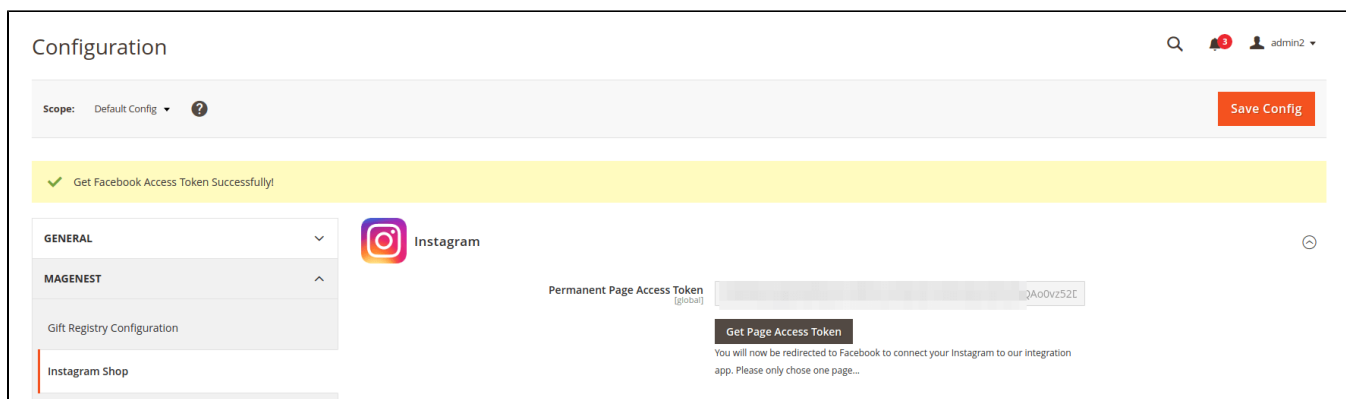 Configuration
3
admin2
Scope: Default Config ?
Save Config
Get Facebook Access Token Successfully!
GENERAL
MAGENEST
Gift Registry Configuration
Instagram Shop
Instagram
Permanent Page Access Token
[global]
Get Page Access Token
You will now be redirected to Facebook to connect your Instagram to our integration
app. Please only chose one page...